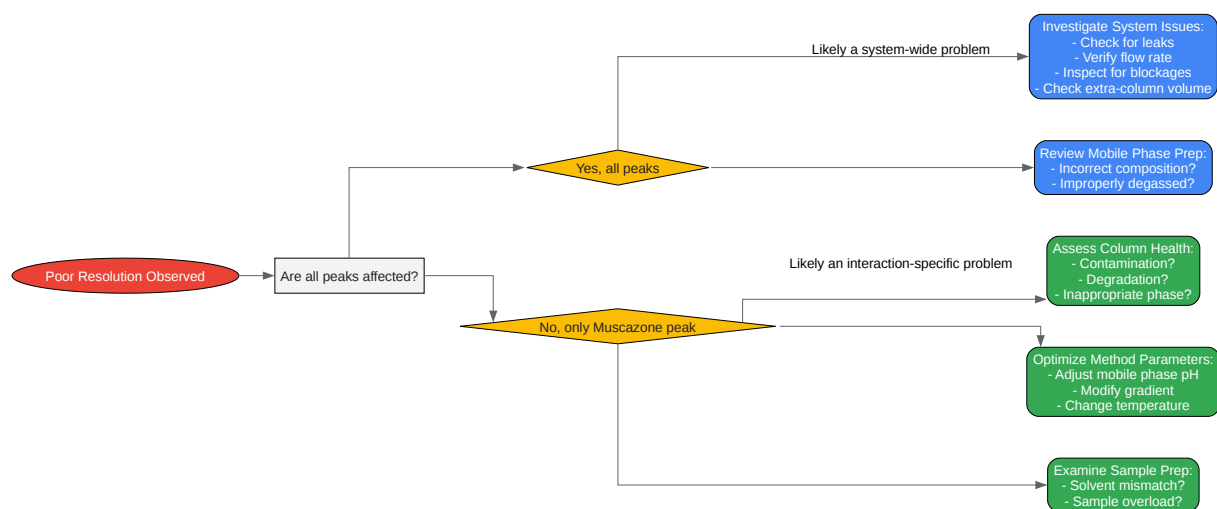 Poor Resolution Observed
Are all peaks affected?
Yes, all peaks
No, only Muscazone peak
Likely a system-wide problem
Investigate System Issues:
- Check for leaks
- Verify flow rate
- Inspect for blockages
- Check extra-column volume
Review Mobile Phase Prep:
- Incorrect composition?
- Improperly degassed?
Likely an interaction-specific problem
Assess Column Health:
- Contamination?
- Degradation?
- Inappropriate phase?
Optimize Method Parameters:
- Adjust mobile phase pH
- Modify gradient
- Change temperature
Examine Sample Prep:
- Solvent mismatch?
- Sample overload?